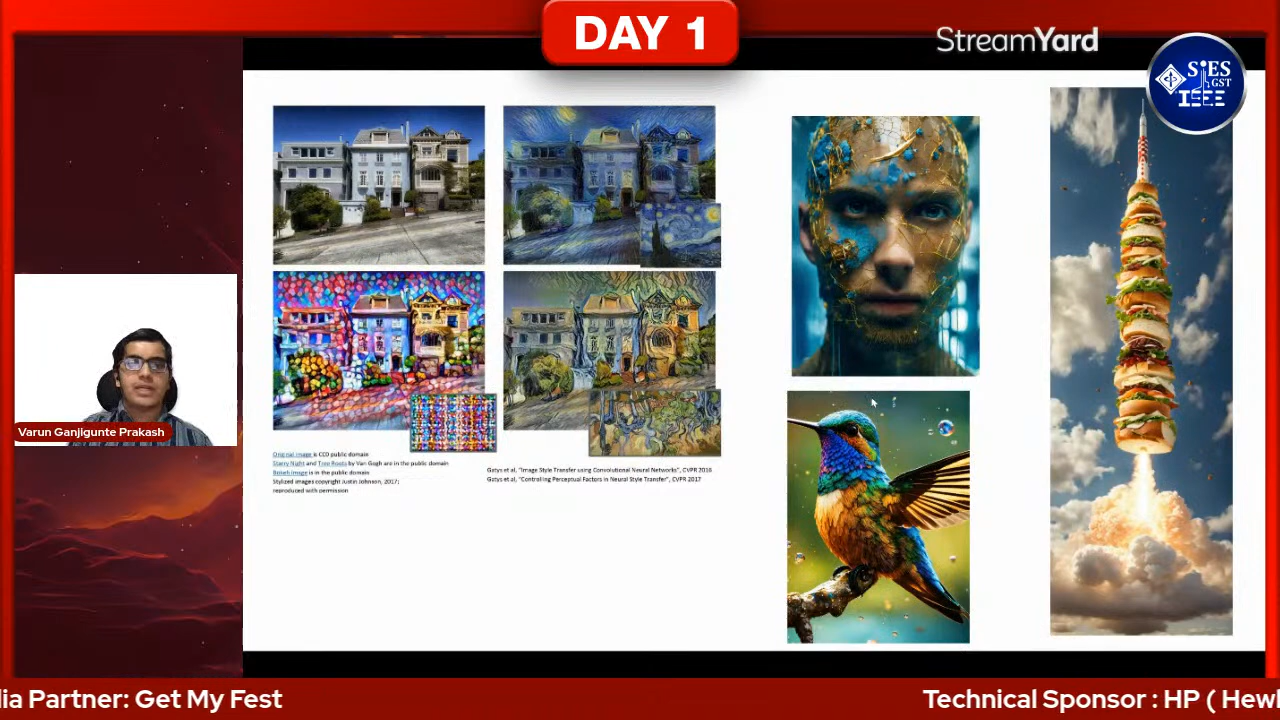 DAY 1
StreamYard
SiES
GST
IEEE
Varun Ganjigunte Prakash
Original image is CC0 public domain
Starry Night and Tree Roots by Van Gogh are in the public domain
Bokeh image is in the public domain
Stylized images copyright Justin Johnson, 2017;
reproduced with permission
Gatys et al, "Image Style Transfer using Convolutional Neural Networks", CVPR 2016
Gatys et al, "Controlling Perceptual Factors in Neural Style Transfer", CVPR 2017
dia Partner: Get My Fest
Technical Sponsor : HP ( Hewl